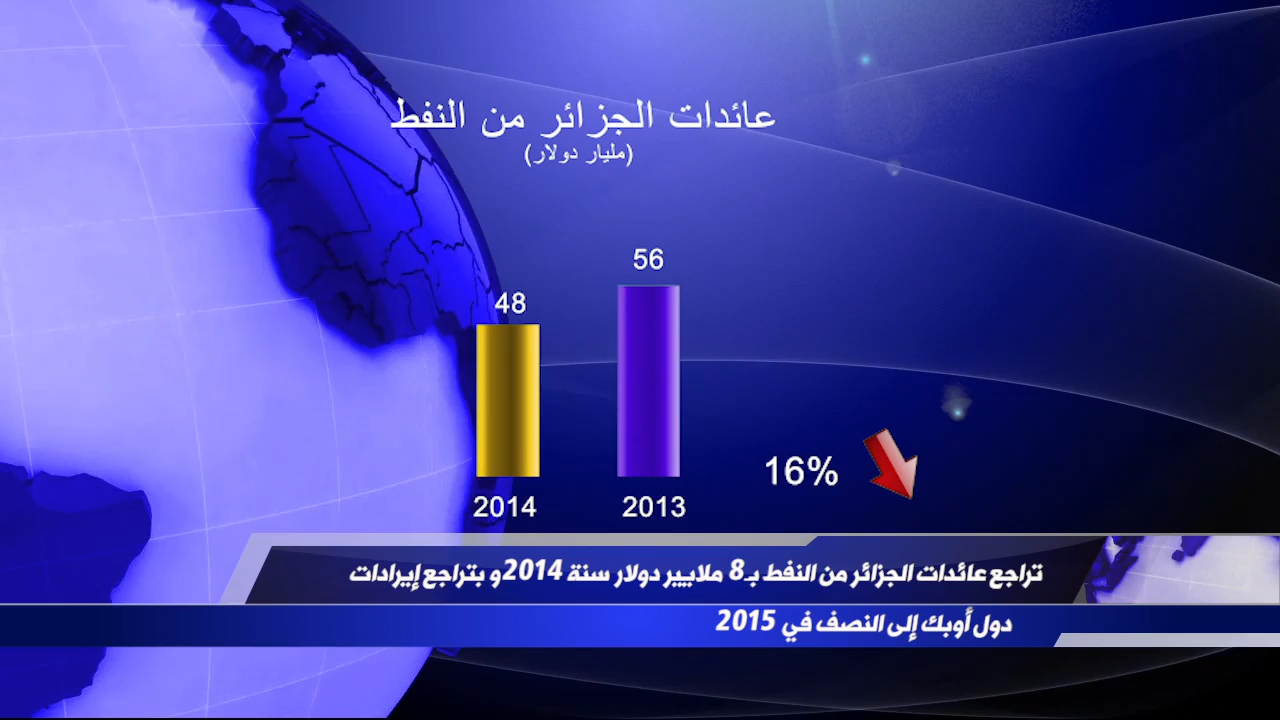 عائدات الجزائر من النفط
(مليار دولار)
56
48
2014
2013
16%
تراجع عائدات الجزائر من النفط بـ8 ملايير دولار سنة 2014و بتراجع إيرادات
دول أوبك إلى النصف في 2015